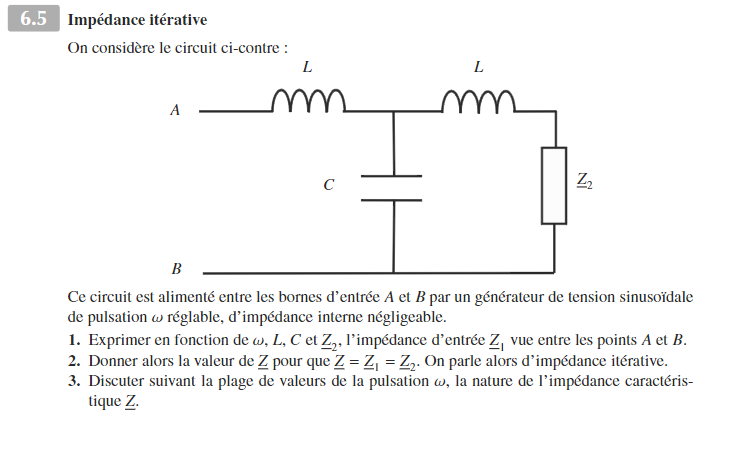 6.5 Impédance itérative
On considère le circuit ci-contre :
L L
A
C Z₂
B
Ce circuit est alimenté entre les bornes d’entrée A et B par un générateur de tension sinusoïdale
de pulsation ω réglable, d’impédance interne négligeable.
1. Exprimer en fonction de ω, L, C et Z₂, l’impédance d’entrée Z₁ vue entre les points A et B.
2. Donner alors la valeur de Z pour que Z = Z₁ = Z₂. On parle alors d’impédance itérative.
3. Discuter suivant la plage de valeurs de la pulsation ω, la nature de l’impédance caractéris-
tique Z.